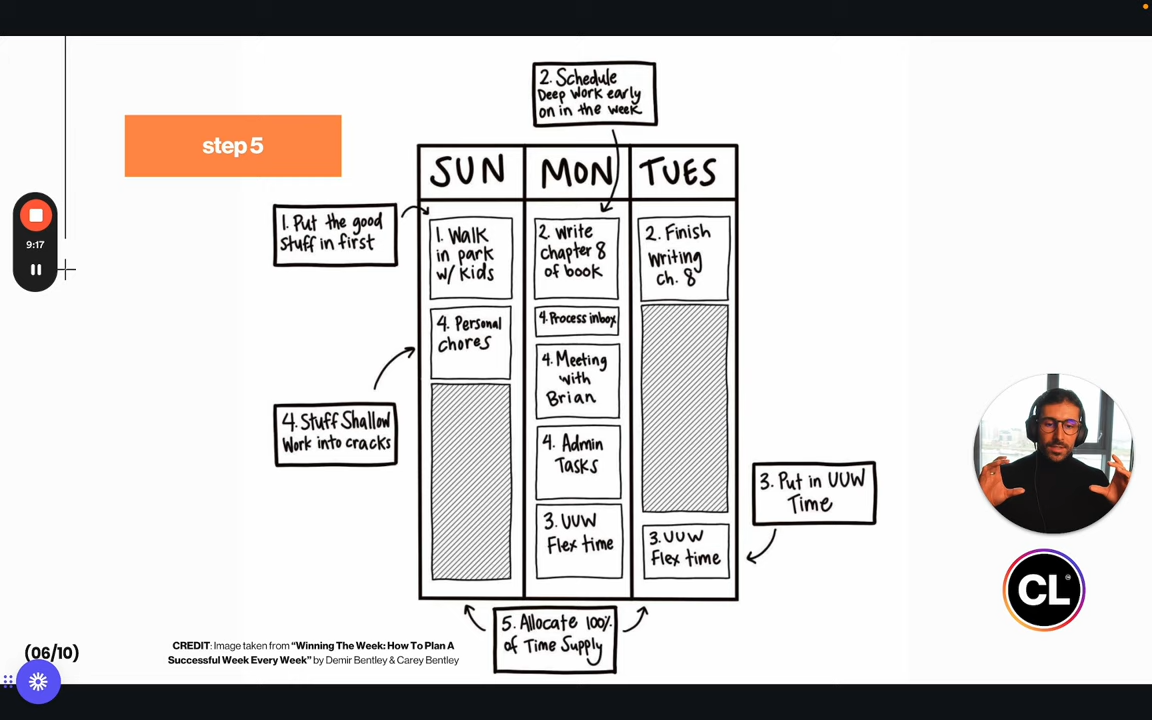 2. Schedule
Deep Work early
on in the week
step 5
SUN
MON
TUES
1. Put the good
Stuff in first
1. Walk
in park
w/ kids
2. Write
chapter 8
of book
2. Finish
Writing
Ch. 8
9:17
4. Personal
chores
4. Process inbox
4. Meeting
with
Brian
4. Stuff Shallow
Work into cracks
4. Admin
Tasks
3. Put in UUW
Time
3. UUW
Flex time
3. UUW
Flex time
CL
TM
5. Allocate 100%
of Time Supply
(06/10)
CREDIT: Image taken from “Winning The Week: How To Plan A
Successful Week Every Week” by Demir Bentley & Carey Bentley